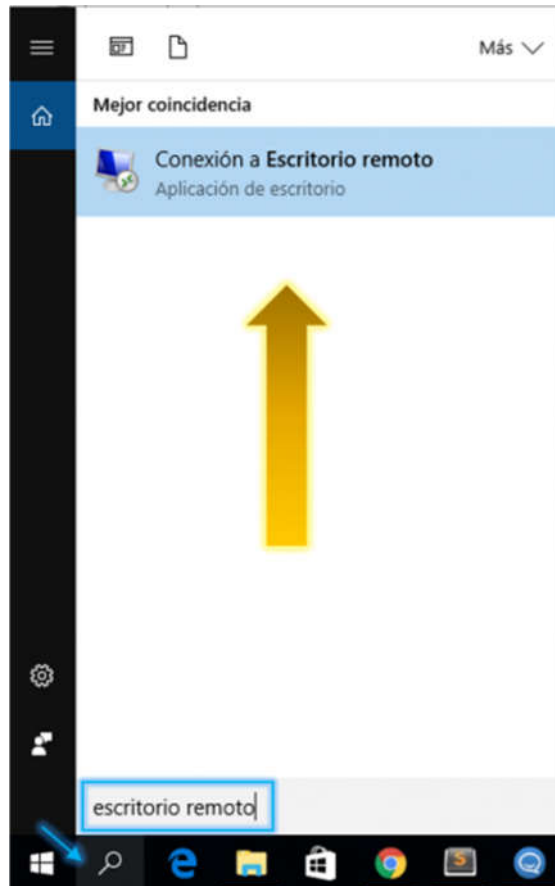 Más
Mejor coincidencia
Conexión a Escritorio remoto
Aplicación de escritorio
escritorio remoto